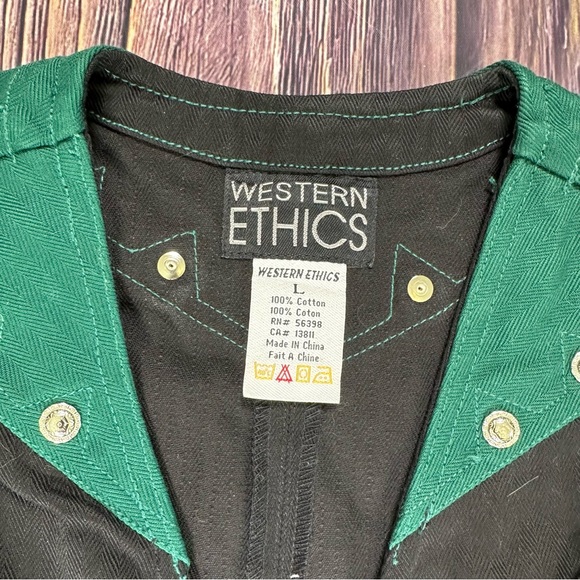 WESTERN
ETHICS
WESTERN ETHICS
L
100% Cotton
100% Coton
RN# 56398
CA# 13811
Made In China
Fait A Chine